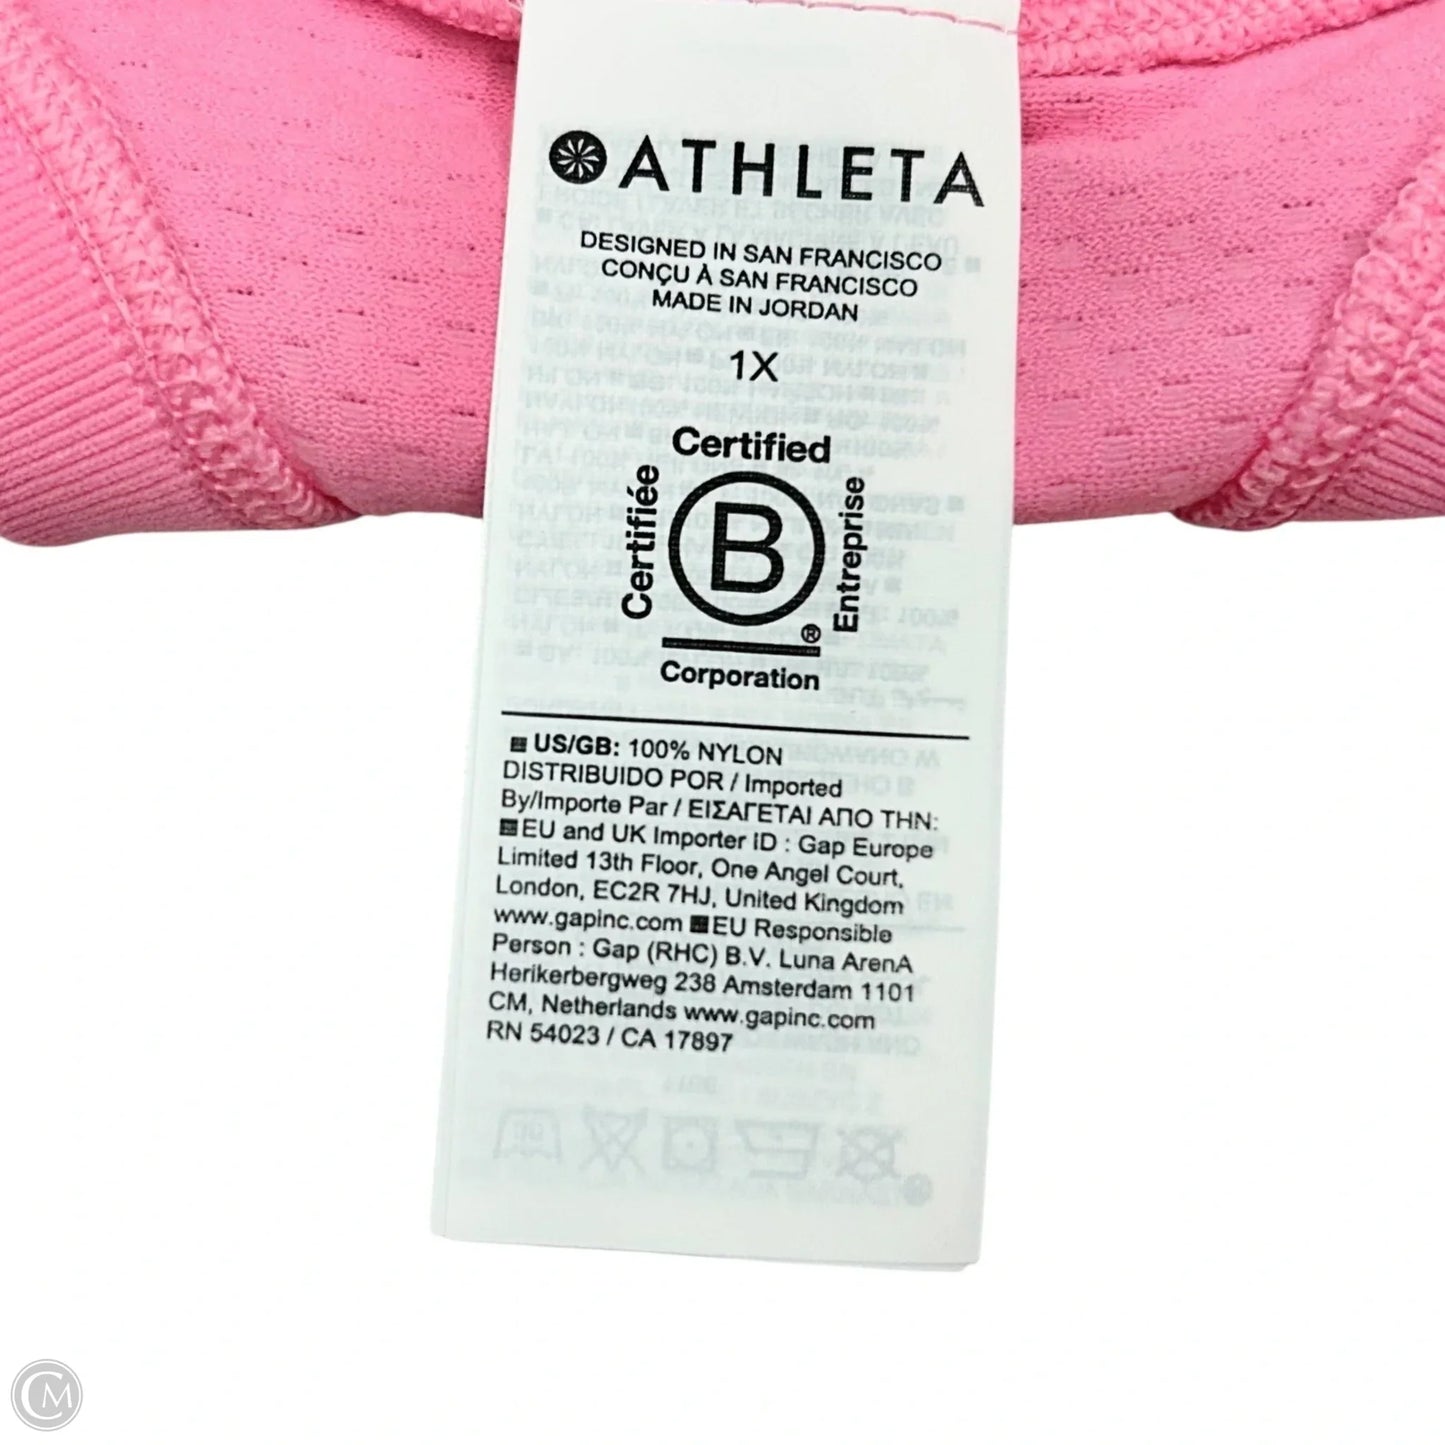 ATHLETA
DESIGNED IN SAN FRANCISCO
CONÇU À SAN FRANCISCO
MADE IN JORDAN
1X
Certified
Certifiée
B
Entreprise
®
Corporation
US/GB: 100% NYLON
DISTRIBUIDO POR / Imported
By/Importe Par / ΕΙΣΑΓΕΤΑΙ ΑΠΟ ΤΗΝ:
EU and UK Importer ID : Gap Europe
Limited 13th Floor, One Angel Court,
London, EC2R 7HJ, United Kingdom
www.gapinc.com EU Responsible
Person : Gap (RHC) B.V. Luna ArenA
Herikerbergweg 238 Amsterdam 1101
CM, Netherlands www.gapinc.com
RN 54023 / CA 17897
CM